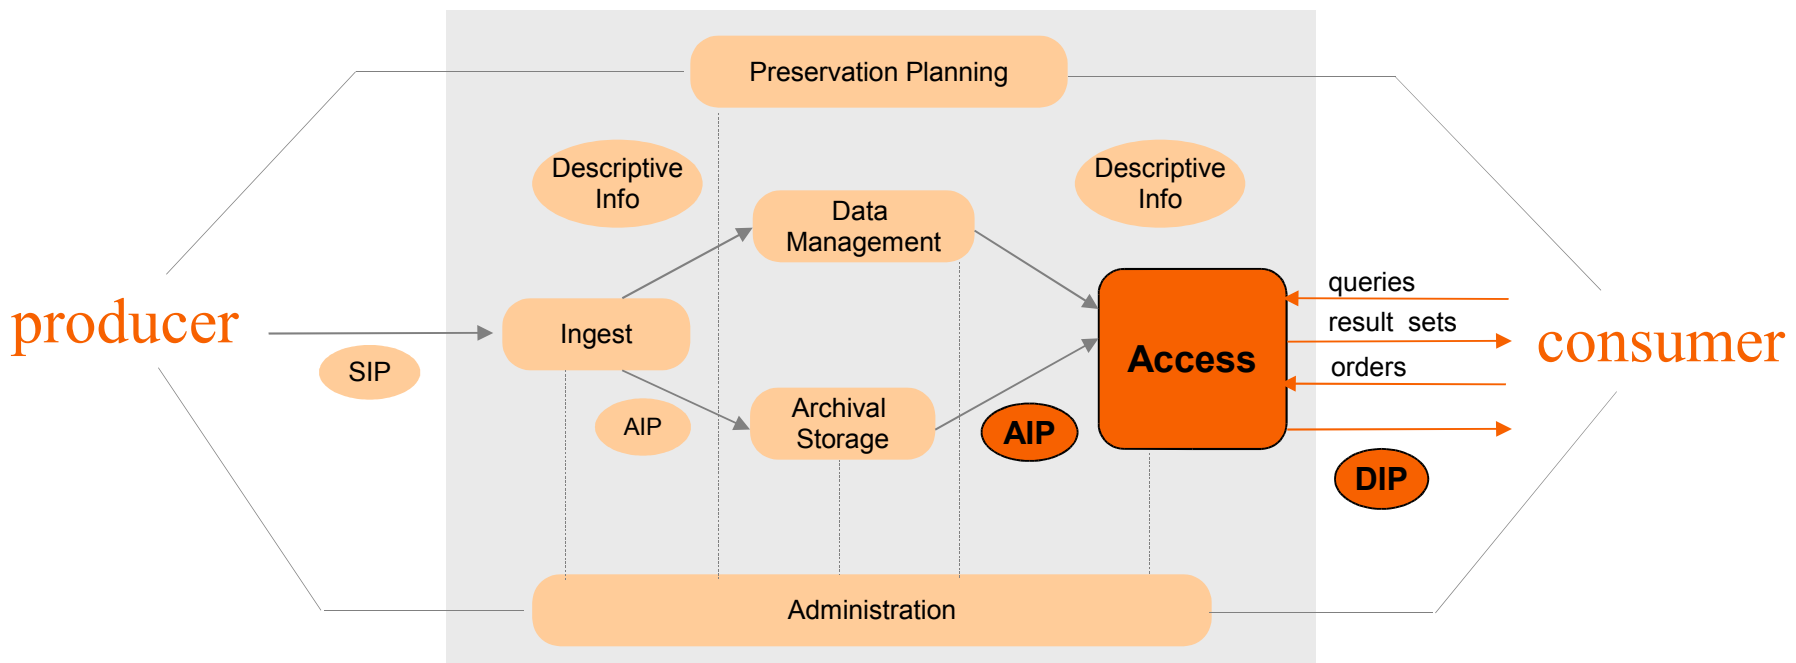 Preservation Planning
Descriptive
Info
Descriptive
Info
Data
Management
producer
SIP
Ingest
AIP
Archival
Storage
AIP
Access
queries
result sets
orders
DIP
consumer
Administration